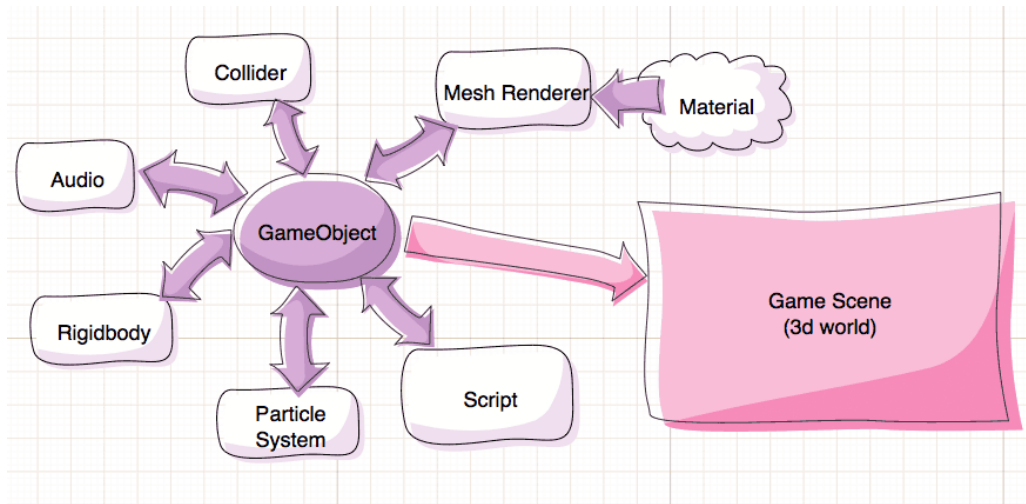 Collider
Mesh Renderer
Material
Audio
GameObject
Game Scene
(3d world)
Rigidbody
Script
Particle
System